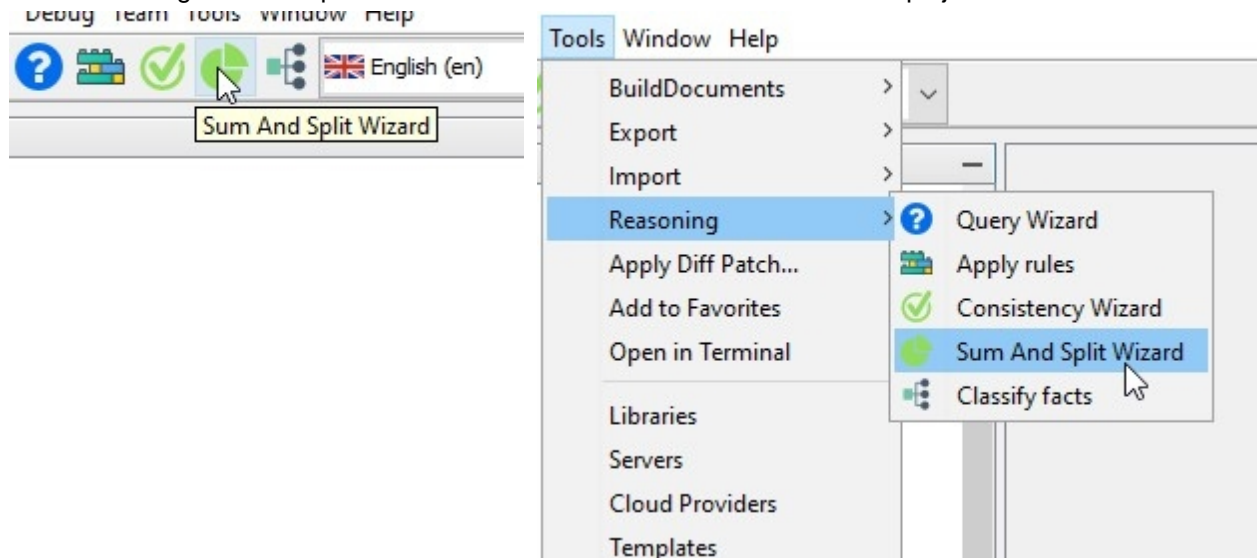 Debug Team Tools Window Help
English (en)
Sum And Split Wizard
Tools Window Help
BuildDocuments
Export
Import
Reasoning
Apply Diff Patch...
Add to Favorites
Open in Terminal
Libraries
Servers
Cloud Providers
Templates
Query Wizard
Apply rules
Consistency Wizard
Sum And Split Wizard
Classify facts